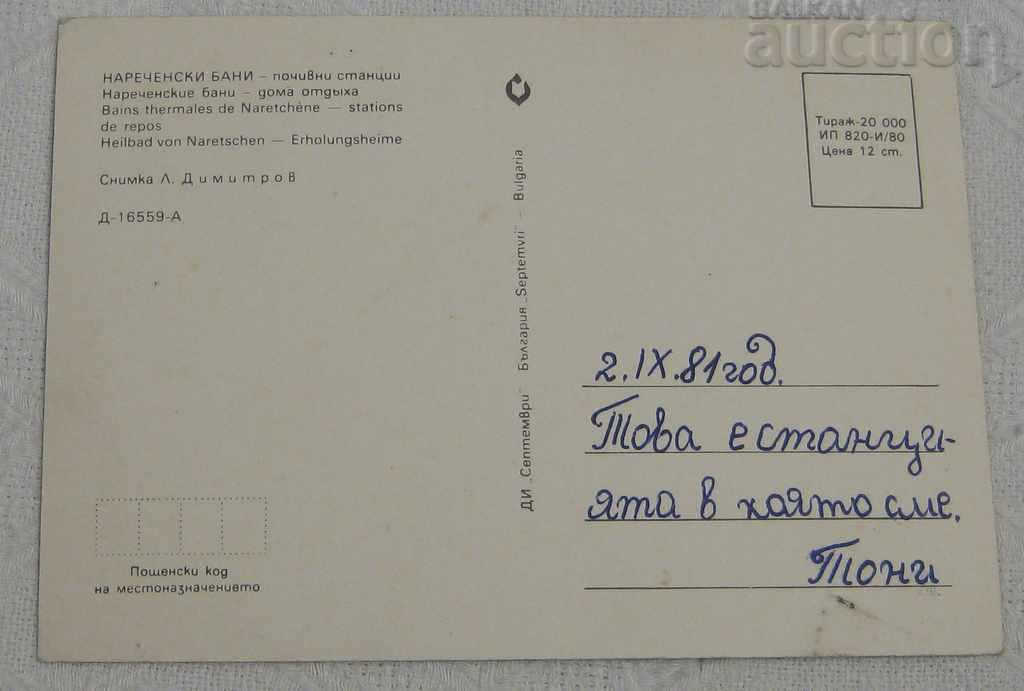 BALKAN
auction
НАРЕЧЕНСКИ БАНИ – почивни станции
Нареченские бани – дома отдыха
Bains thermales de Naretchène — stations
de repos
Heilbad von Naretschen — Erholungsheime
Снимка Л. Димитров
Д-16559-А
ДИ „Септември" България „Septemvri" – Bulgaria
Тираж-20 000
ИП 820-И/80
Цена 12 ст.
2.IX.81год.
Това е станци-
ята в която сме.
Тони
Пощенски код
на местоназначението